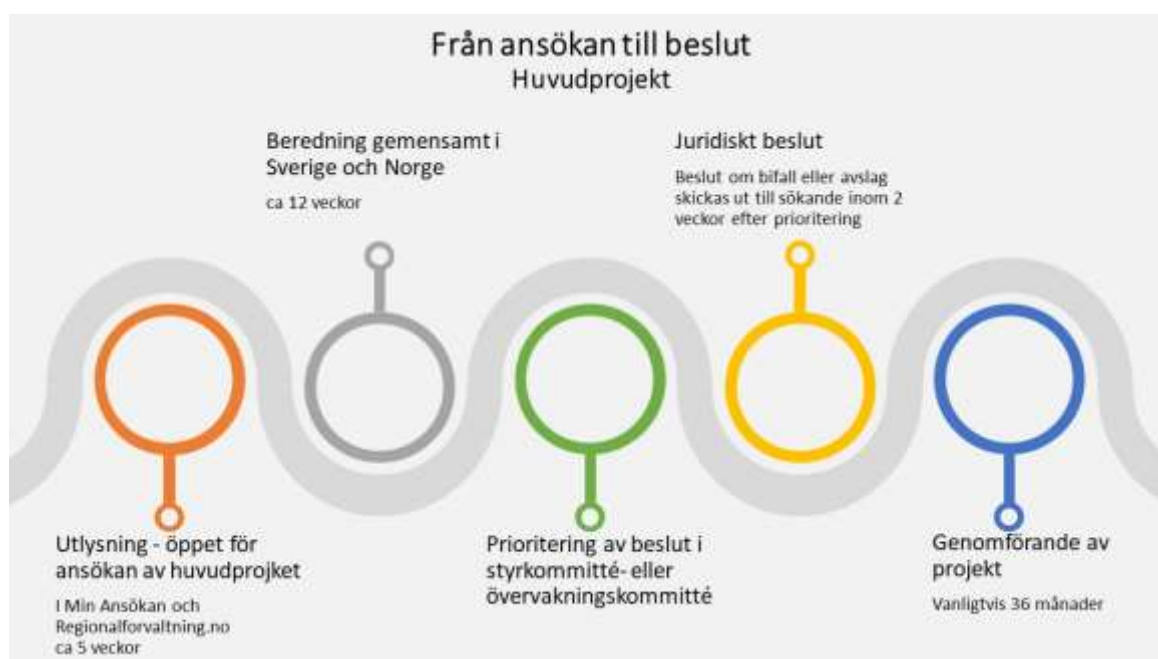 Från ansökan till beslut
Huvudprojekt
Utlysning - öppet för
ansökan av huvudprojket
I Min Ansökan och
Regionalforvaltning.no
ca 5 veckor
Beredning gemensamt i
Sverige och Norge
ca 12 veckor
Prioritering av beslut i
styrkommitté- eller
övervakningskommitté
Juridiskt beslut
Beslut om bifall eller avslag
skickas ut till sökande inom 2
veckor efter prioritering
Genomförande av
projekt
Vanligtvis 36 månader